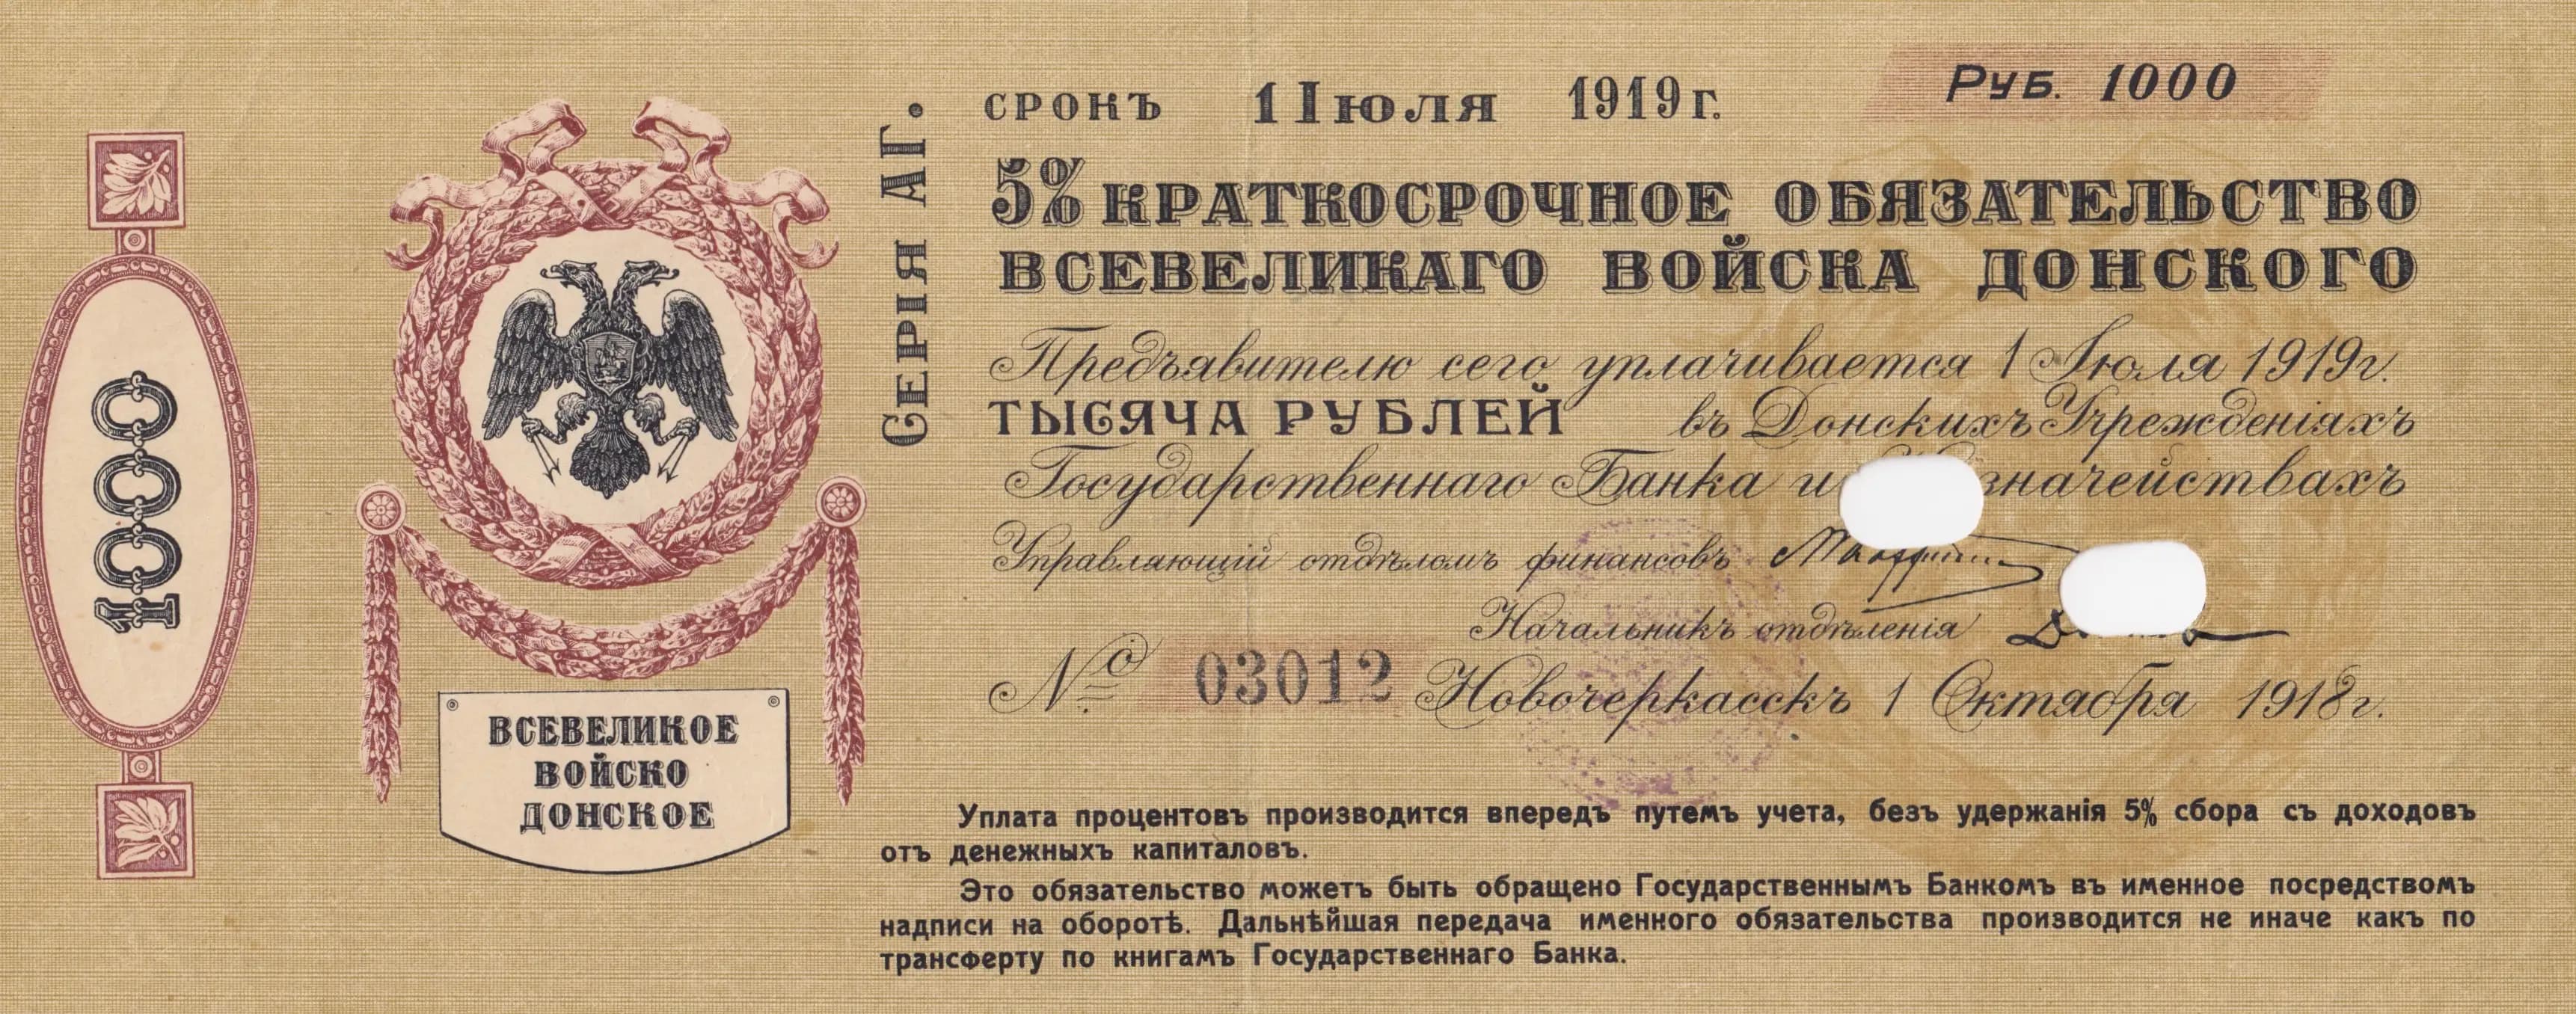 1000
ВСЕВЕЛИКОЕ
ВОЙСКО
ДОНСКОЕ
СЕРІЯ АГ.
СРОКЪ 1 ІЮЛЯ 1919 г.
РУБ. 1000
5% КРАТКОСРОЧНОЕ ОБЯЗАТЕЛЬСТВО
ВСЕВЕЛИКАГО ВОЙСКА ДОНСКОГО
Предъявителю сего уплачивается 1 Іюля 1919 г.
ТЫСЯЧА РУБЛЕЙ въ Донскихъ Учрежденіяхъ
Государственнаго Банка и
Управляющій отдѣломъ финансовъ
Начальникъ отдѣленія
№ 03012 Новочеркасскъ 1 Октября 1918 г.
Уплата процентовъ производится впередъ путемъ учета, безъ удержанія 5% сбора съ доходовъ
отъ денежныхъ капиталовъ.
Это обязательство можетъ быть обращено Государственнымъ Банкомъ въ именное посредствомъ
надписи на оборотѣ. Дальнѣйшая передача именного обязательства производится не иначе какъ по
трансферту по книгамъ Государственнаго Банка.